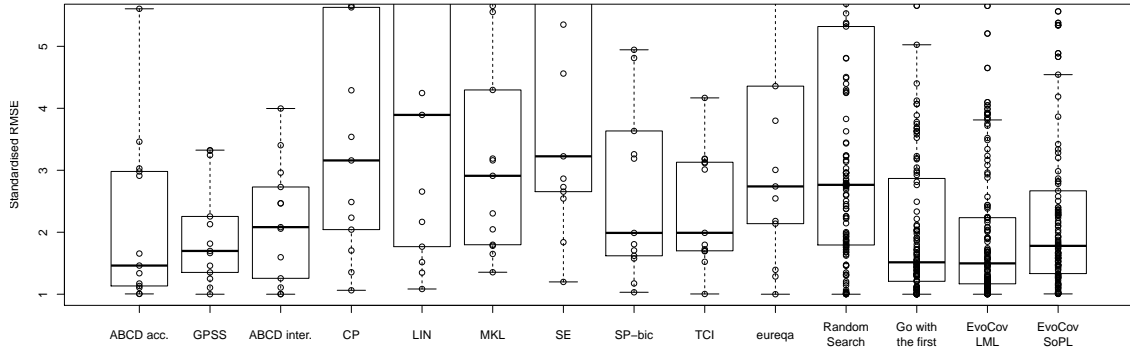 Standardised RMSE
5
4
3
2
1
ABCD acc.
GPSS
ABCD inter.
CP
LIN
MKL
SE
SP−bic
TCI
eureqa
Random
Search
Go with
the first
EvoCov
LML
EvoCov
SoPL